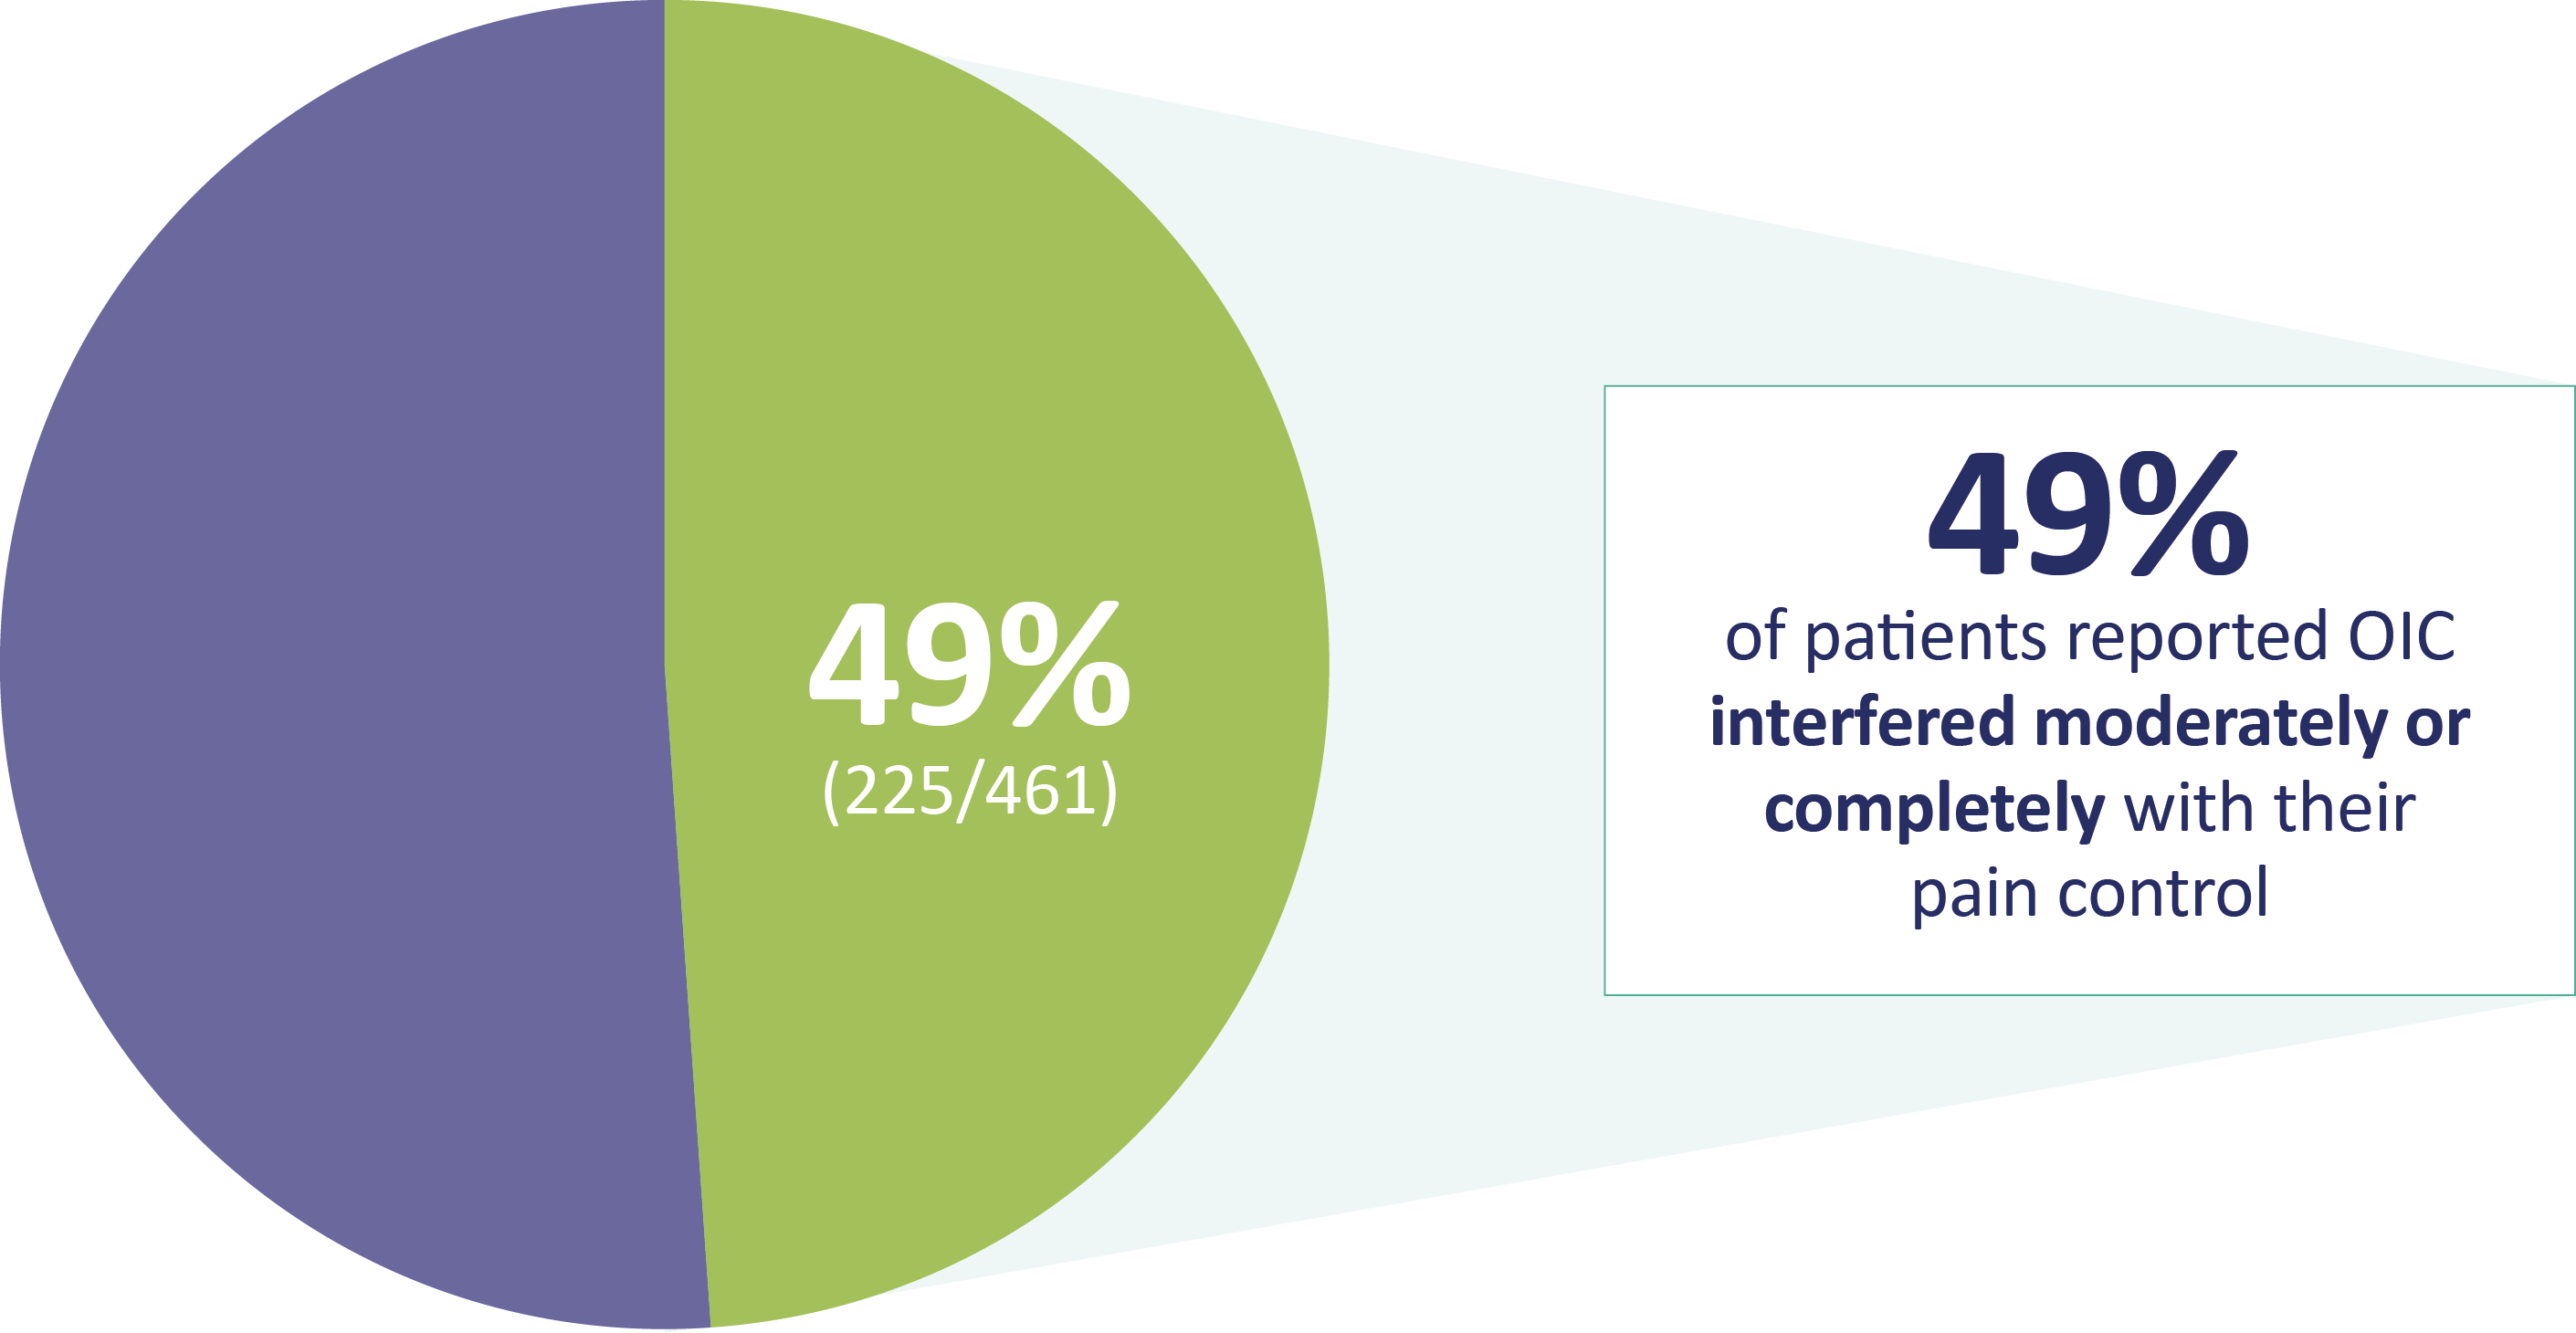 49%
(225/461)
49%
of patients reported OIC
interfered moderately or
completely with their
pain control